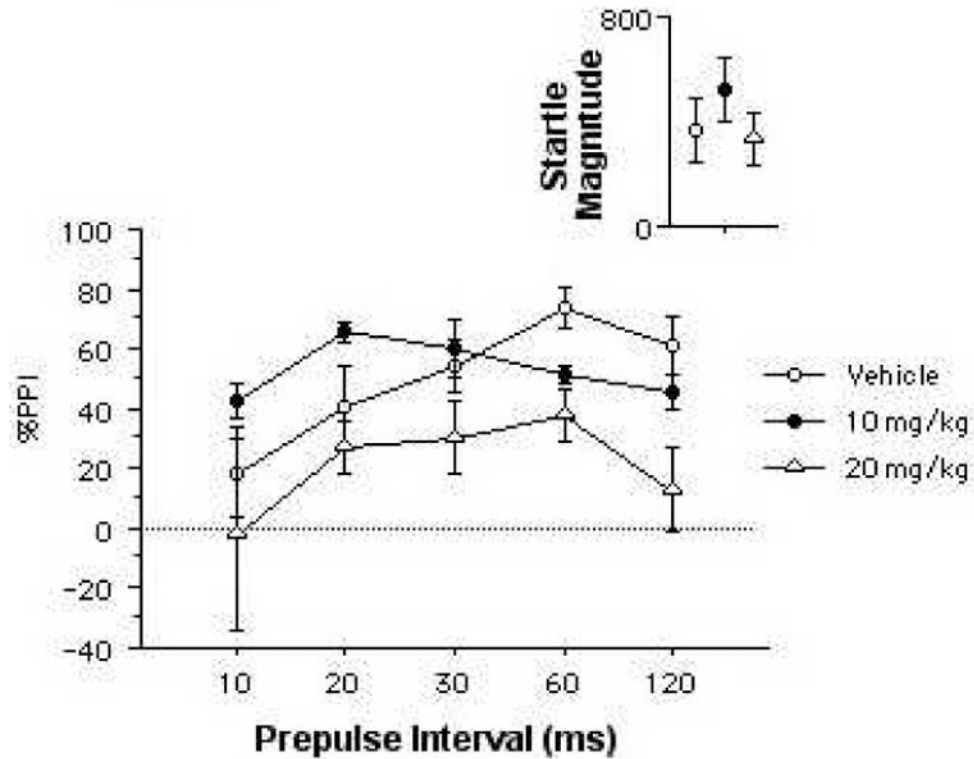 800
Startle
Magnitude
0
100
80
60
40
20
0
-20
-40
%PPI
10 20 30 60 120
Prepulse Interval (ms)
Vehicle
10 mg/kg
20 mg/kg